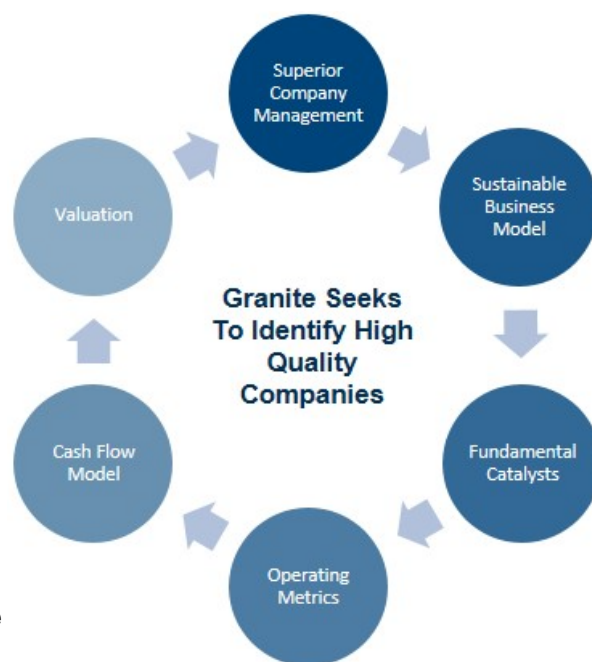 Superior
Company
Management
Sustainable
Business
Model
Fundamental
Catalysts
Operating
Metrics
Cash Flow
Model
Valuation
Granite Seeks
To Identify High
Quality
Companies